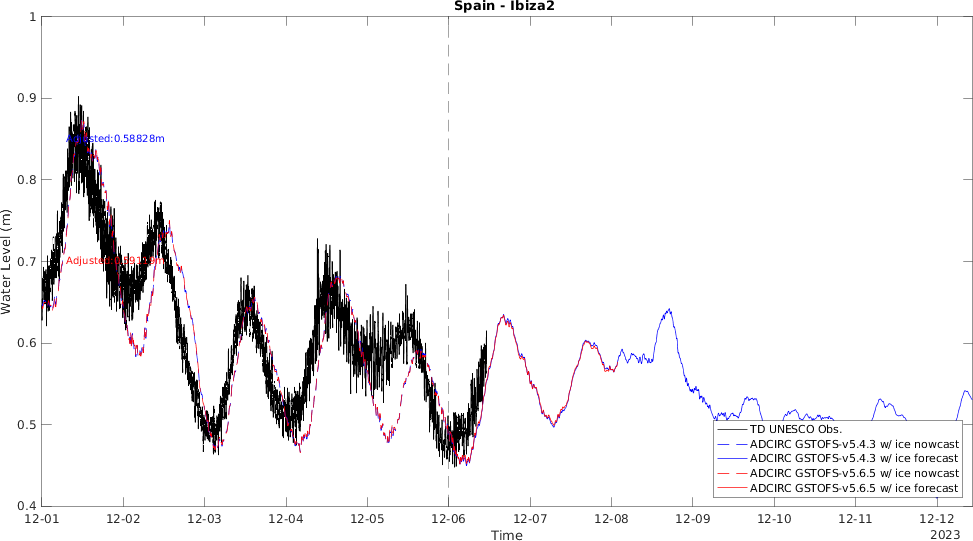 Spain - Ibiza2
Water Level (m)
1
0.9
0.8
0.7
0.6
0.5
0.4
Adjusted:0.58828m
TD UNESCO Obs.
ADCIRC GSTOFS-v5.4.3 w/ ice nowcast
ADCIRC GSTOFS-v5.4.3 w/ ice forecast
ADCIRC GSTOFS-v5.6.5 w/ ice nowcast
ADCIRC GSTOFS-v5.6.5 w/ ice forecast
12-01 12-02 12-03 12-04 12-05 12-06 12-07 12-08 12-09 12-10 12-11 12-12
Time
2023